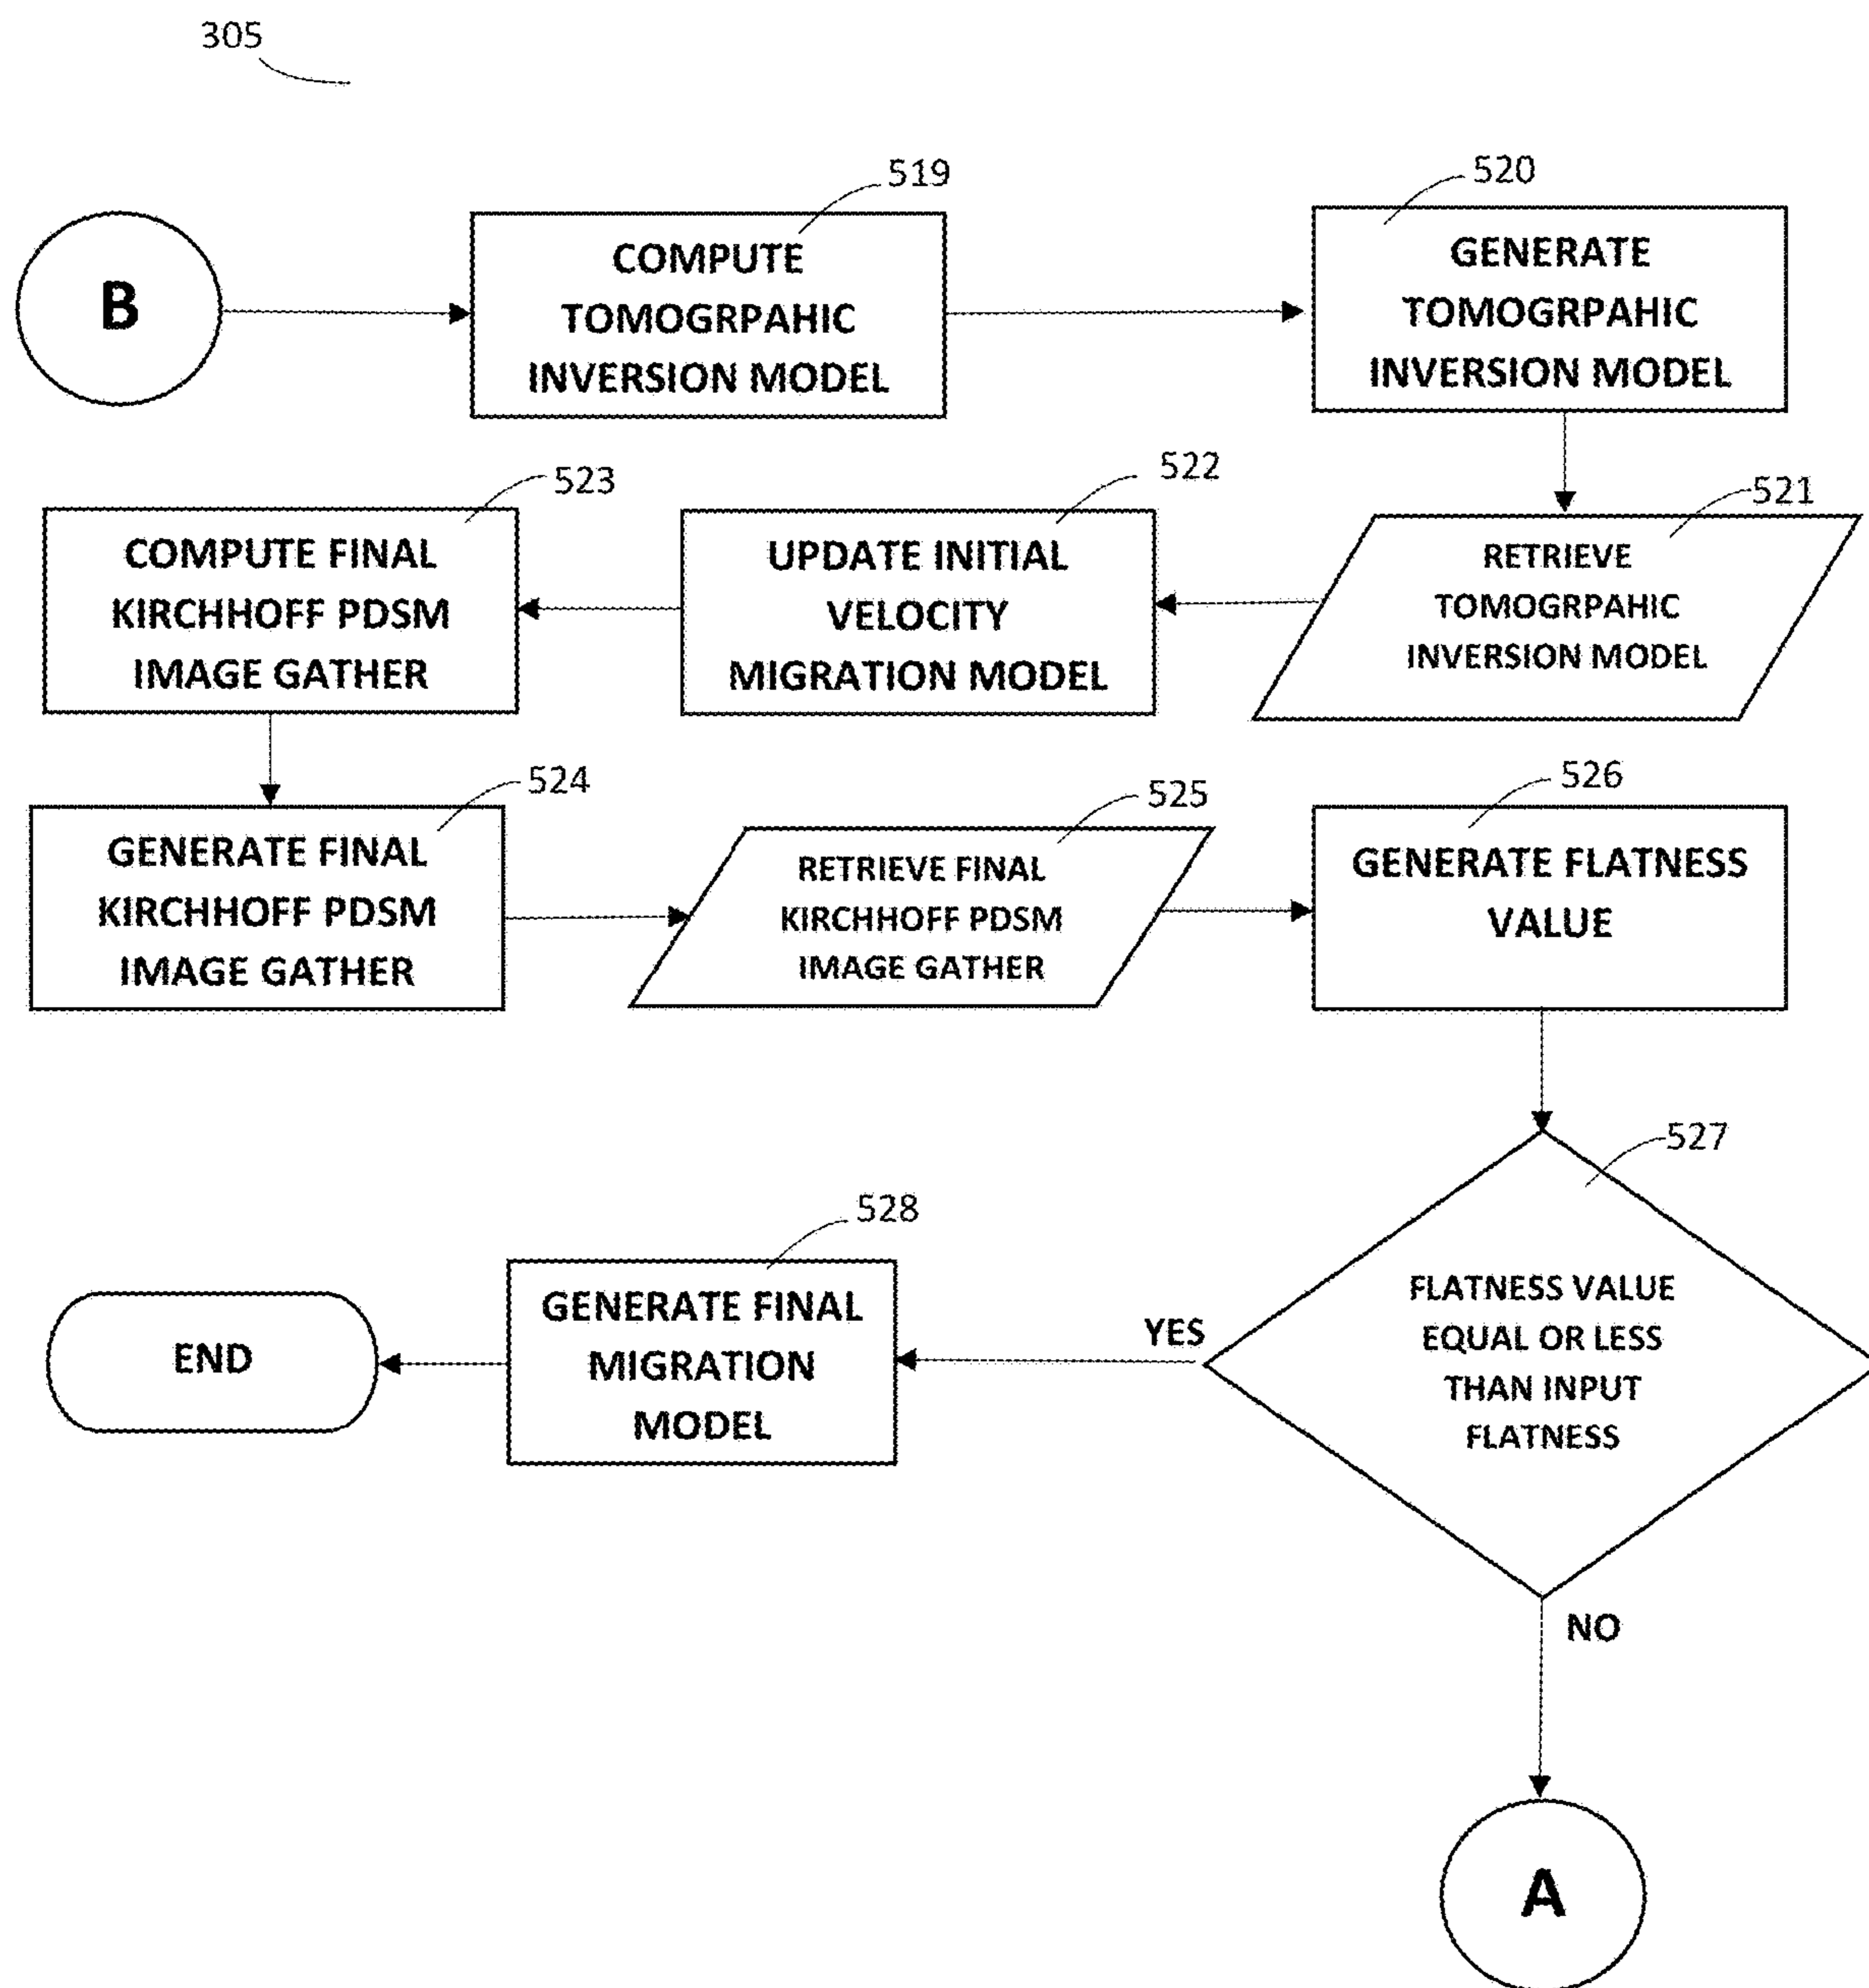 305
B
519
COMPUTE
TOMOGRPAHIC
INVERSION MODEL
520
GENERATE
TOMOGRPAHIC
INVERSION MODEL
521
RETRIEVE
TOMOGRPAHIC
INVERSION MODEL
522
UPDATE INITIAL
VELOCITY
MIGRATION MODEL
523
COMPUTE FINAL
KIRCHHOFF PDSM
IMAGE GATHER
524
GENERATE FINAL
KIRCHHOFF PDSM
IMAGE GATHER
525
RETRIEVE FINAL
KIRCHHOFF PDSM
IMAGE GATHER
526
GENERATE FLATNESS
VALUE
527
FLATNESS VALUE
EQUAL OR LESS
THAN INPUT
FLATNESS
YES
528
GENERATE FINAL
MIGRATION
MODEL
END
NO
A